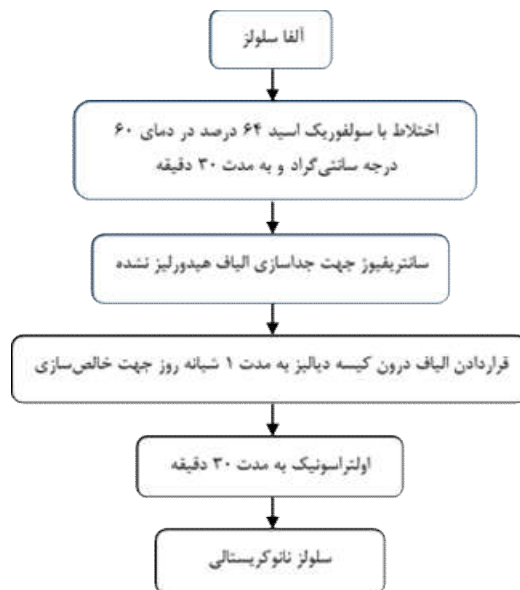 آلفا سلولز
اختلاط با سولفوریک اسید ۶۴ درصد در دمای ۶۰
درجه سانتی‌گراد و به مدت ۳۰ دقیقه
سانتریفیوژ جهت جداسازی الیاف هیدورلیز نشده
قراردادن الیاف درون کیسه دیالیز به مدت ۱ شبانه روز جهت خالص‌سازی
اولتراسونیک به مدت ۳۰ دقیقه
سلولز نانوکریستالی